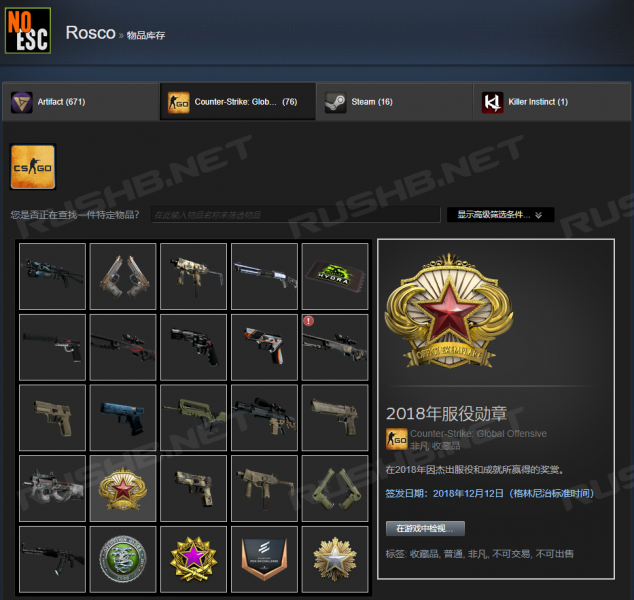 NO
ESC
Rosco » 物品库存
Artifact (671)
GO
Counter-Strike: Glob... (76)
Steam (16)
Killer Instinct (1)
RUSHB.NET
RUSHB.NET
CS GO
您是否正在查找一件特定物品?
在此输入物品名称来筛选物品
显示高级筛选条件...
HYDRA
2018年服役勋章
GO
Counter-Strike: Global Offensive
非凡 收藏品
在2018年因杰出服役和成就所赢得的奖赏。
签发日期：2018年12月12日（格林尼治标准时间）
在游戏中检视...
标签: 收藏品, 普通, 非凡, 不可交易, 不可出售